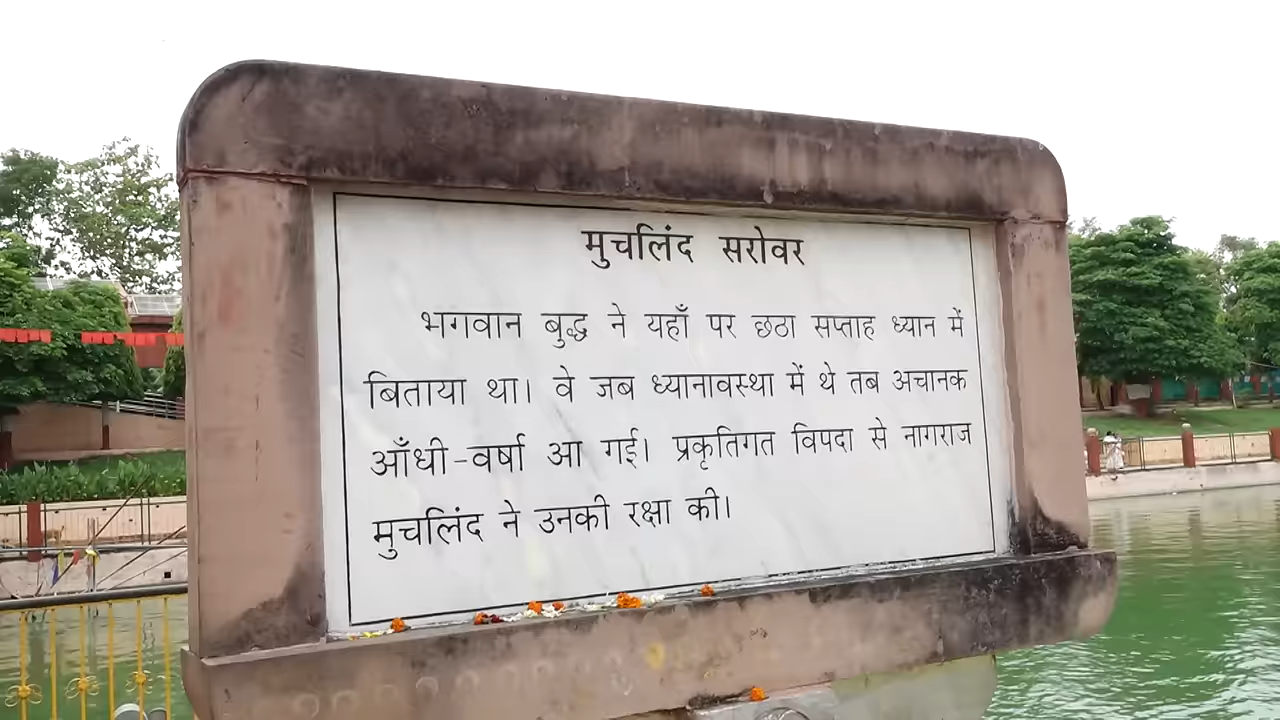 मुचलिंद सरोवर
भगवान बुद्ध ने यहाँ पर छठा सप्ताह ध्यान में
बिताया था। वे जब ध्यानावस्था में थे तब अचानक
आँधी-वर्षा आ गई। प्रकृतिगत विपदा से नागराज
मुचलिंद ने उनकी रक्षा की।